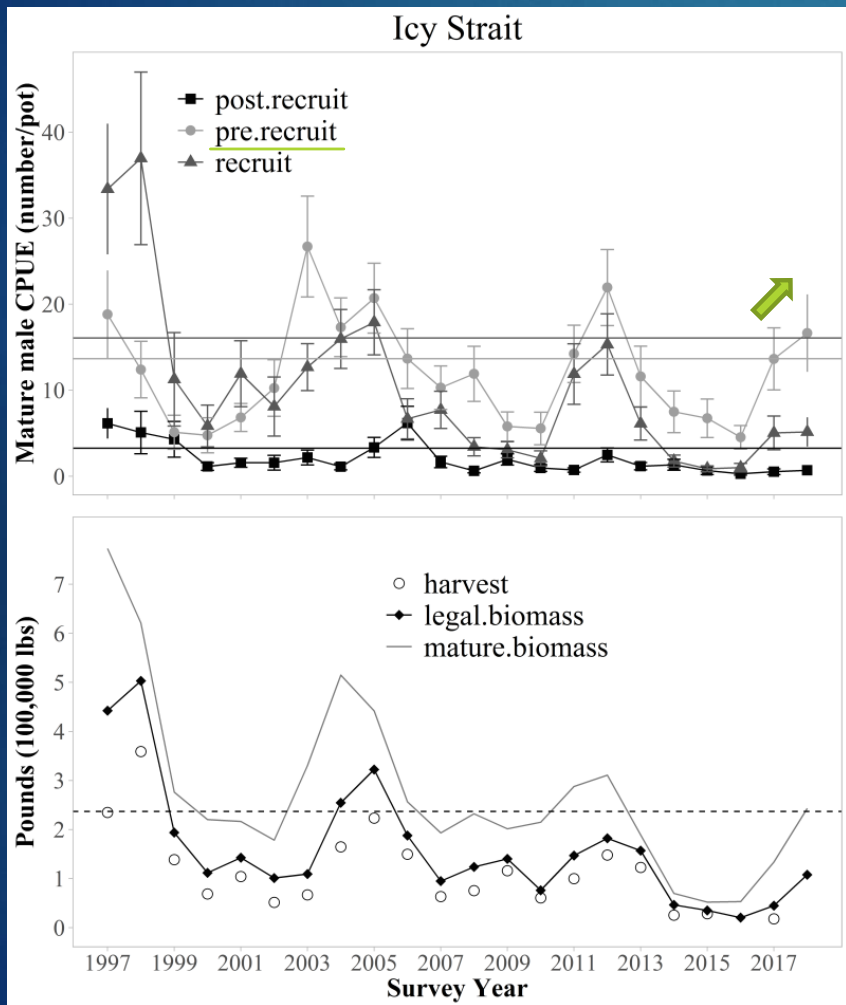 Icy Strait
post.recruit
pre.recruit
recruit
Mature male CPUE (number/pot)
40
30
20
10
0
harvest
legal.biomass
mature.biomass
Pounds (100,000 lbs)
7
6
5
4
3
2
1
0
1997 1999 2001 2003 2005 2007 2009 2011 2013 2015 2017
Survey Year